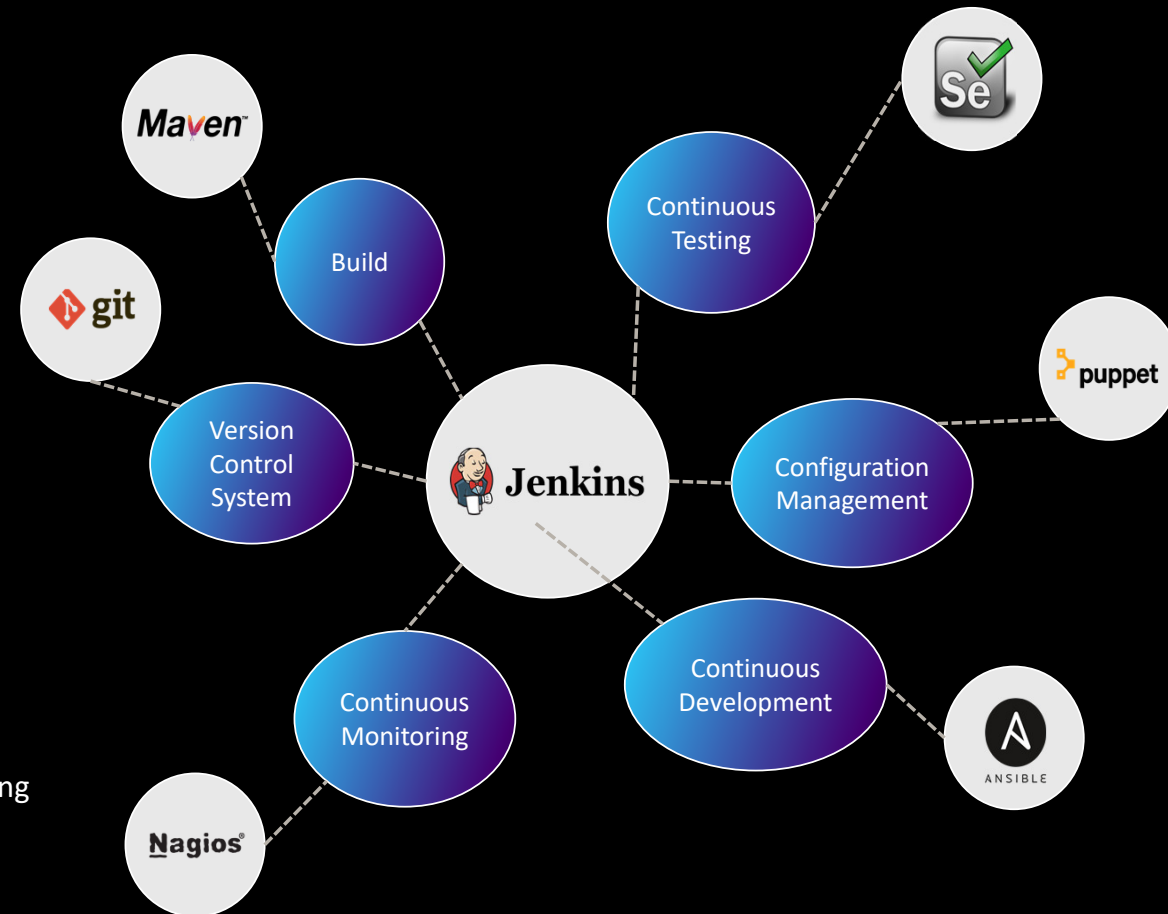 Se
Maven™
Continuous
Testing
Build
git
puppet
Version
Control
System
Jenkins
Configuration
Management
Continuous
Development
Continuous
Monitoring
ANSIBLE
ng
Nagios®